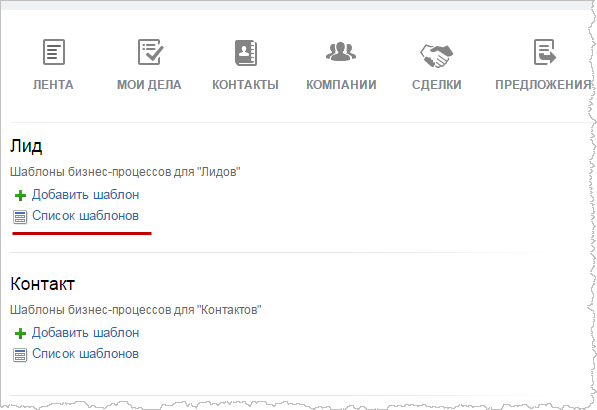 ЛЕНТА МОИ ДЕЛА КОНТАКТЫ КОМПАНИИ СДЕЛКИ ПРЕДЛОЖЕНИЯ
Лид
Шаблоны бизнес-процессов для "Лидов"
Добавить шаблон
Список шаблонов
Контакт
Шаблоны бизнес-процессов для "Контактов"
Добавить шаблон
Список шаблонов